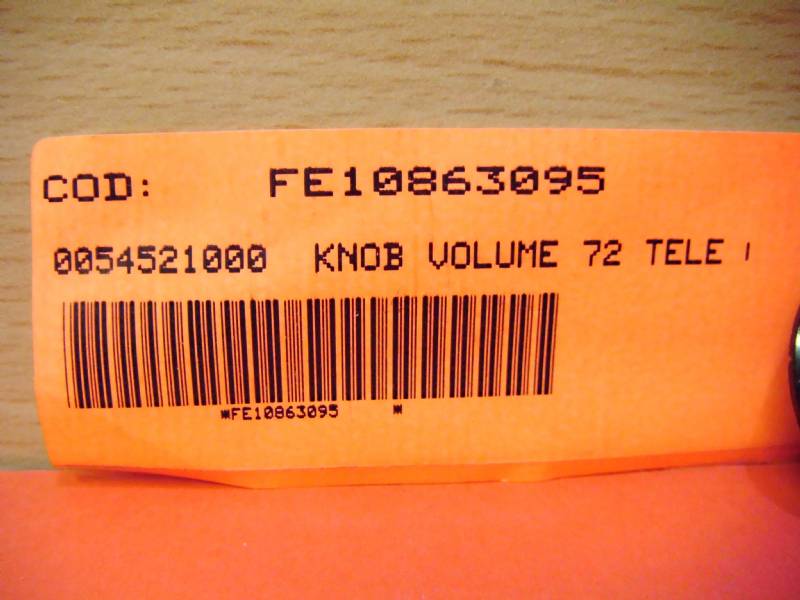 COD: FE10863095
0054521000 KNOB VOLUME 72 TELE
*FE10863095 *